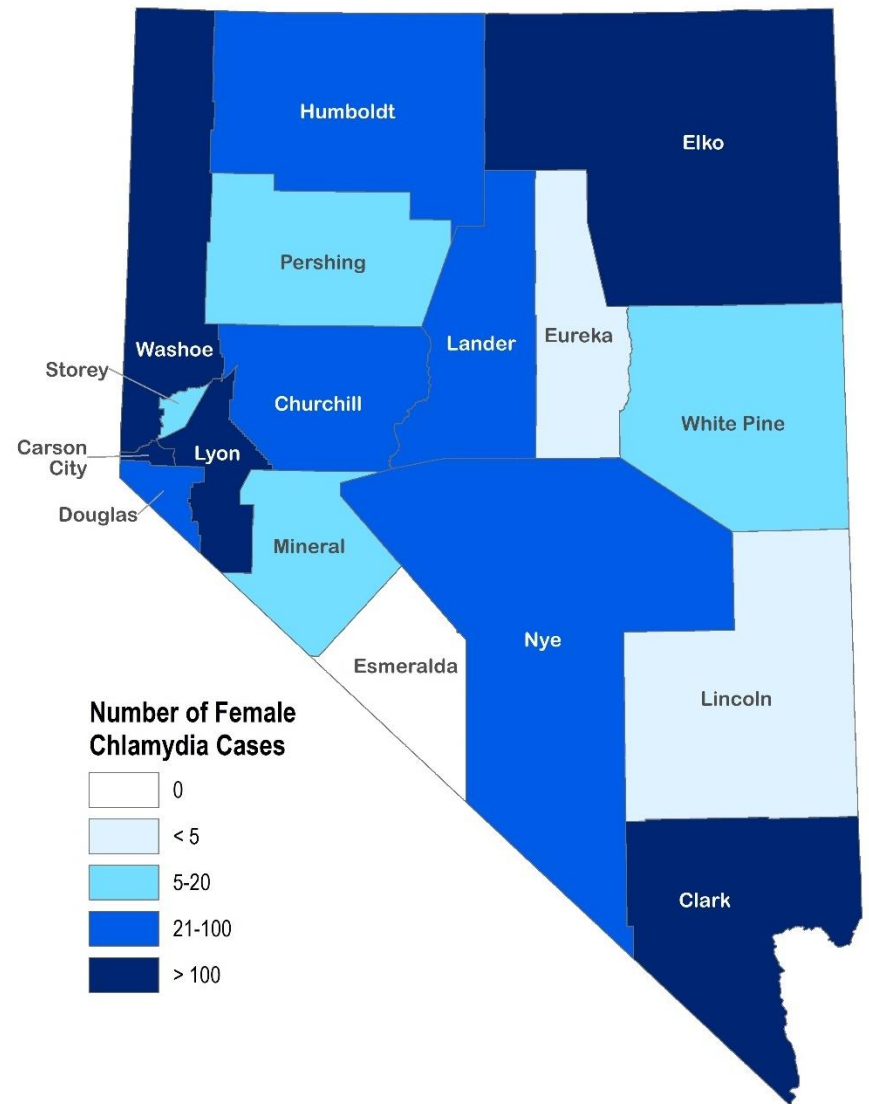 Humboldt
Elko
Pershing
Washoe
Lander
Eureka
Storey
Churchill
White Pine
Carson
City
Lyon
Douglas
Mineral
Nye
Esmeralda
Lincoln
Number of Female
Chlamydia Cases
0
< 5
5-20
21-100
> 100
Clark